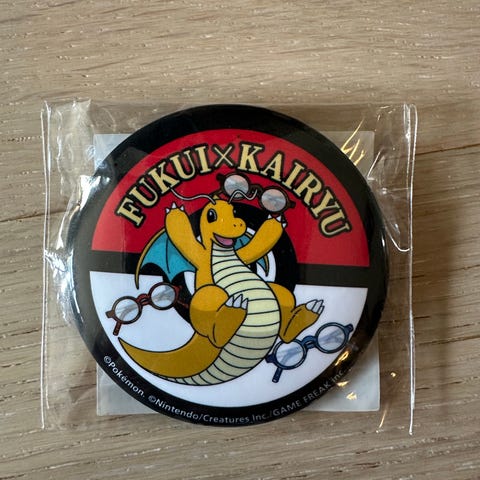 FUKUI×KAIRYU
©Pokémon. ©Nintendo/Creatures Inc./GAME FREAK inc.